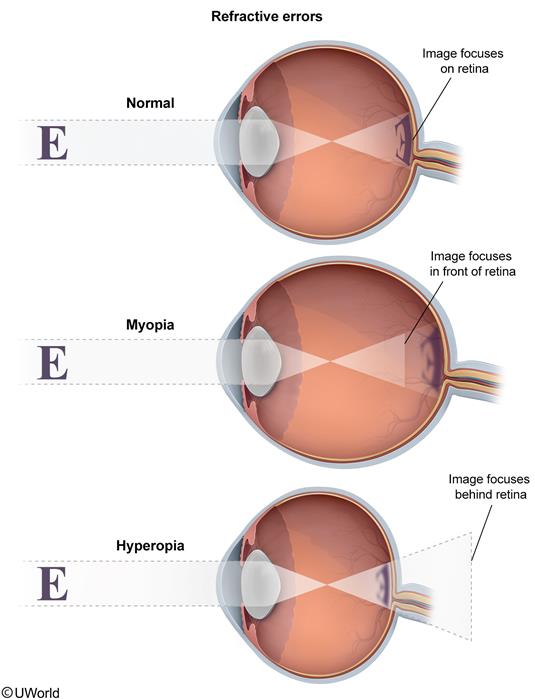 Refractive errors
Image focuses
on retina
Normal
E
E
Image focuses
in front of retina
Myopia
E
E
Image focuses
behind retina
Hyperopia
E
E
©UWorld